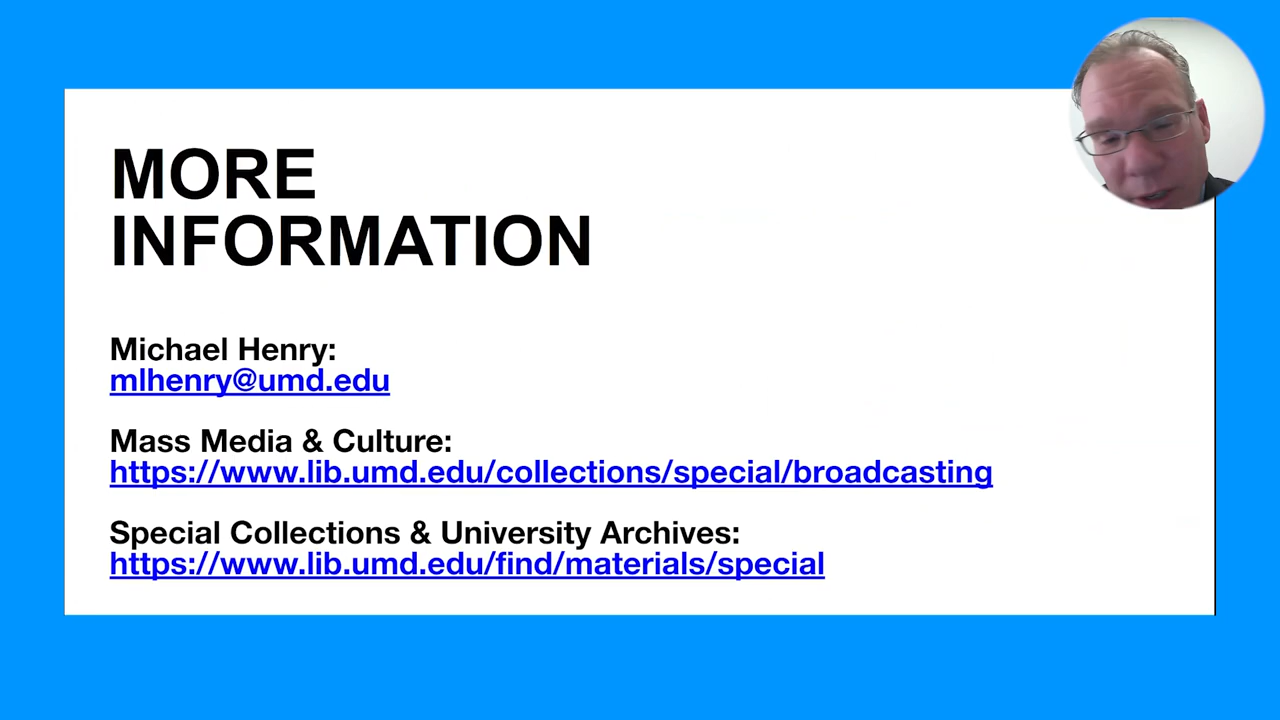 MORE
INFORMATION
Michael Henry:
mlhenry@umd.edu
Mass Media & Culture:
https://www.lib.umd.edu/collections/special/broadcasting
Special Collections & University Archives:
https://www.lib.umd.edu/find/materials/special